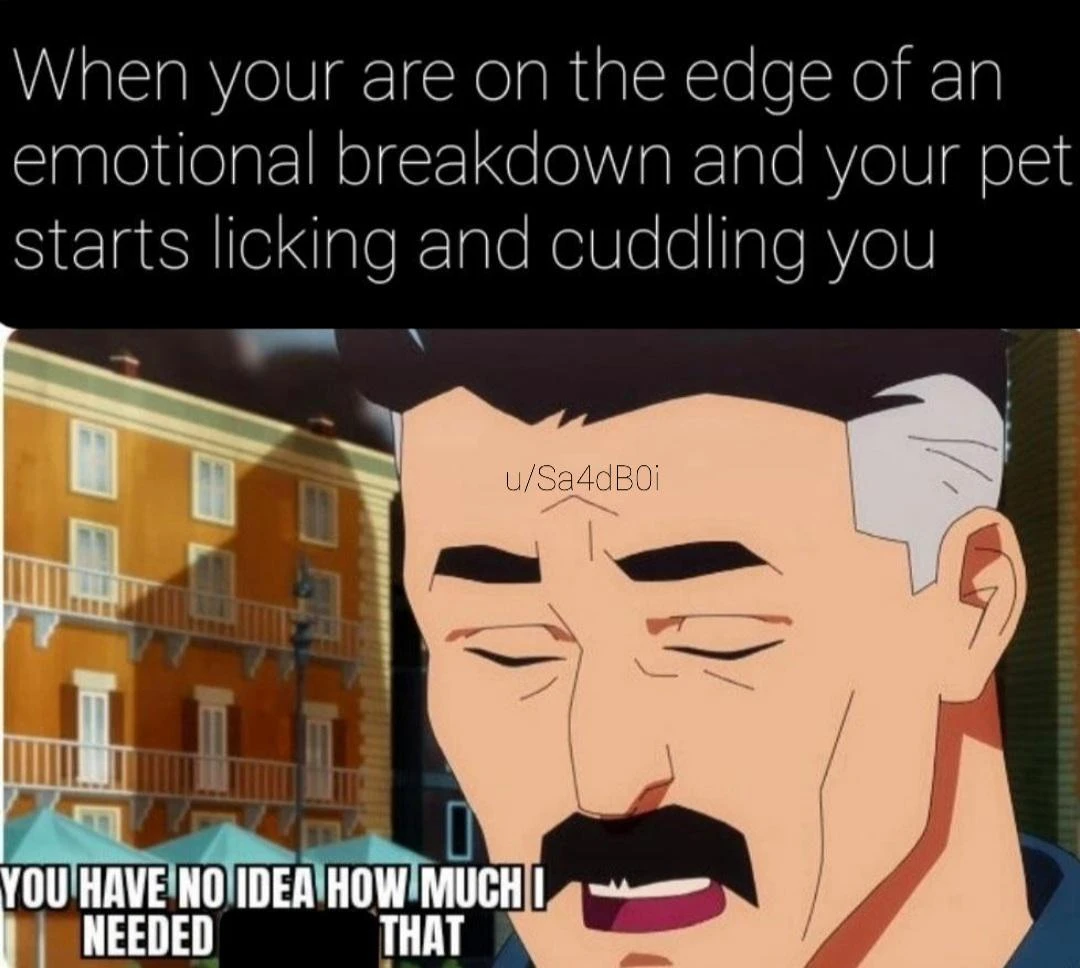 When your are on the edge of an
emotional breakdown and your pet
starts licking and cuddling you
u/Sa4dB0i
YOU HAVE NO IDEA HOW MUCH I
NEEDED THAT